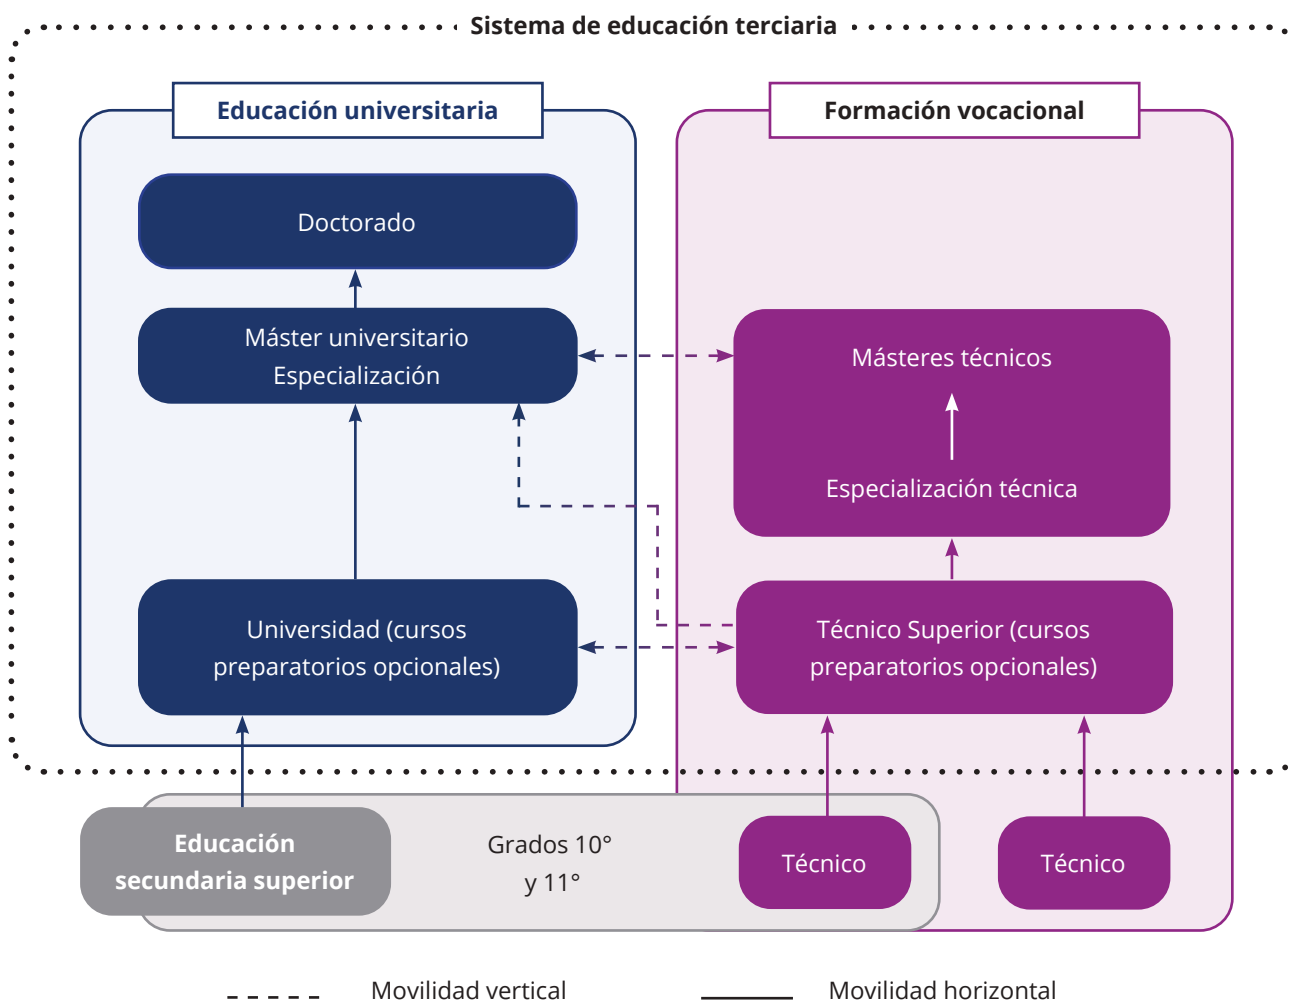 Sistema de educación terciaria
Educación universitaria
Formación vocacional
Doctorado
Máster universitario
Especialización
Másteres técnicos
Especialización técnica
Universidad (cursos
preparatorios opcionales)
Técnico Superior (cursos
preparatorios opcionales)
Educación
secundaria superior
Grados 10°
y 11°
Técnico
Técnico
Movilidad vertical
Movilidad horizontal